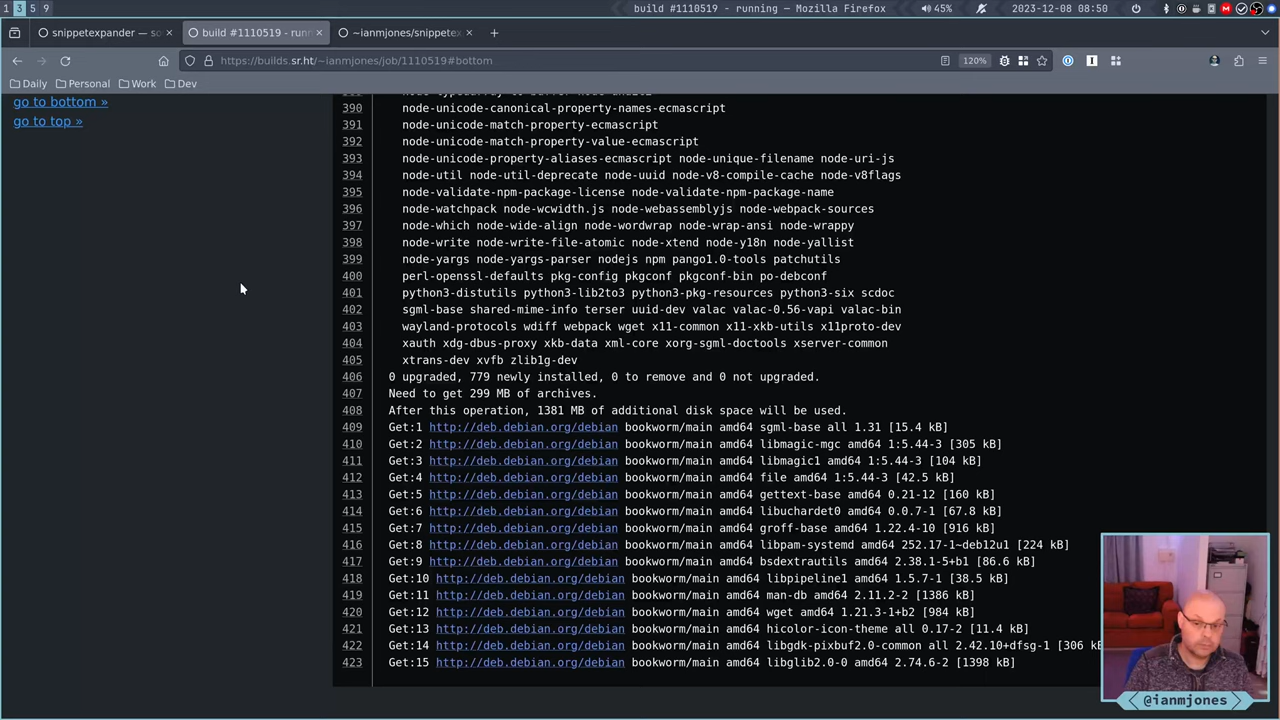 1 3 5 9
build #1110519 - running — Mozilla Firefox
45%
2023-12-08 08:50
snippetexpander — so
build #1110519 - runn
~ianmjones/snippetex
https://builds.sr.ht/~ianmjones/job/1110519#bottom
120%
Daily
Personal
Work
Dev
go to bottom »
go to top »
390 node-unicode-canonical-property-names-ecmascript
391 node-unicode-match-property-ecmascript
392 node-unicode-match-property-value-ecmascript
393 node-unicode-property-aliases-ecmascript node-unique-filename node-uri-js
394 node-util node-util-deprecate node-uuid node-v8-compile-cache node-v8flags
395 node-validate-npm-package-license node-validate-npm-package-name
396 node-watchpack node-wcwidth.js node-webassemblyjs node-webpack-sources
397 node-which node-wide-align node-wordwrap node-wrap-ansi node-wrappy
398 node-write node-write-file-atomic node-xtend node-y18n node-yallist
399 node-yargs node-yargs-parser nodejs npm pango1.0-tools patchutils
400 perl-openssl-defaults pkg-config pkgconf pkgconf-bin po-debconf
401 python3-distutils python3-lib2to3 python3-pkg-resources python3-six scdoc
402 sgml-base shared-mime-info terser uuid-dev valac valac-0.56-vapi valac-bin
403 wayland-protocols wdiff webpack wget x11-common x11-xkb-utils x11proto-dev
404 xauth xdg-dbus-proxy xkb-data xml-core xorg-sgml-doctools xserver-common
405 xtrans-dev xvfb zlib1g-dev
406 0 upgraded, 779 newly installed, 0 to remove and 0 not upgraded.
407 Need to get 299 MB of archives.
408 After this operation, 1381 MB of additional disk space will be used.
409 Get:1 http://deb.debian.org/debian bookworm/main amd64 sgml-base all 1.31 [15.4 kB]
410 Get:2 http://deb.debian.org/debian bookworm/main amd64 libmagic-mgc amd64 1:5.44-3 [305 kB]
411 Get:3 http://deb.debian.org/debian bookworm/main amd64 libmagic1 amd64 1:5.44-3 [104 kB]
412 Get:4 http://deb.debian.org/debian bookworm/main amd64 file amd64 1:5.44-3 [42.5 kB]
413 Get:5 http://deb.debian.org/debian bookworm/main amd64 gettext-base amd64 0.21-12 [160 kB]
414 Get:6 http://deb.debian.org/debian bookworm/main amd64 libuchardet0 amd64 0.0.7-1 [67.8 kB]
415 Get:7 http://deb.debian.org/debian bookworm/main amd64 groff-base amd64 1.22.4-10 [916 kB]
416 Get:8 http://deb.debian.org/debian bookworm/main amd64 libpam-systemd amd64 252.17-1~deb12u1 [224 kB]
417 Get:9 http://deb.debian.org/debian bookworm/main amd64 bsdextrautils amd64 2.38.1-5+b1 [86.6 kB]
418 Get:10 http://deb.debian.org/debian bookworm/main amd64 libpipeline1 amd64 1.5.7-1 [38.5 kB]
419 Get:11 http://deb.debian.org/debian bookworm/main amd64 man-db amd64 2.11.2-2 [1386 kB]
420 Get:12 http://deb.debian.org/debian bookworm/main amd64 wget amd64 1.21.3-1+b2 [984 kB]
421 Get:13 http://deb.debian.org/debian bookworm/main amd64 hicolor-icon-theme all 0.17-2 [11.4 kB]
422 Get:14 http://deb.debian.org/debian bookworm/main amd64 libgdk-pixbuf2.0-common all 2.42.10+dfsg-1 [306 k
423 Get:15 http://deb.debian.org/debian bookworm/main amd64 libglib2.0-0 amd64 2.74.6-2 [1398 kB]
@ianmjones